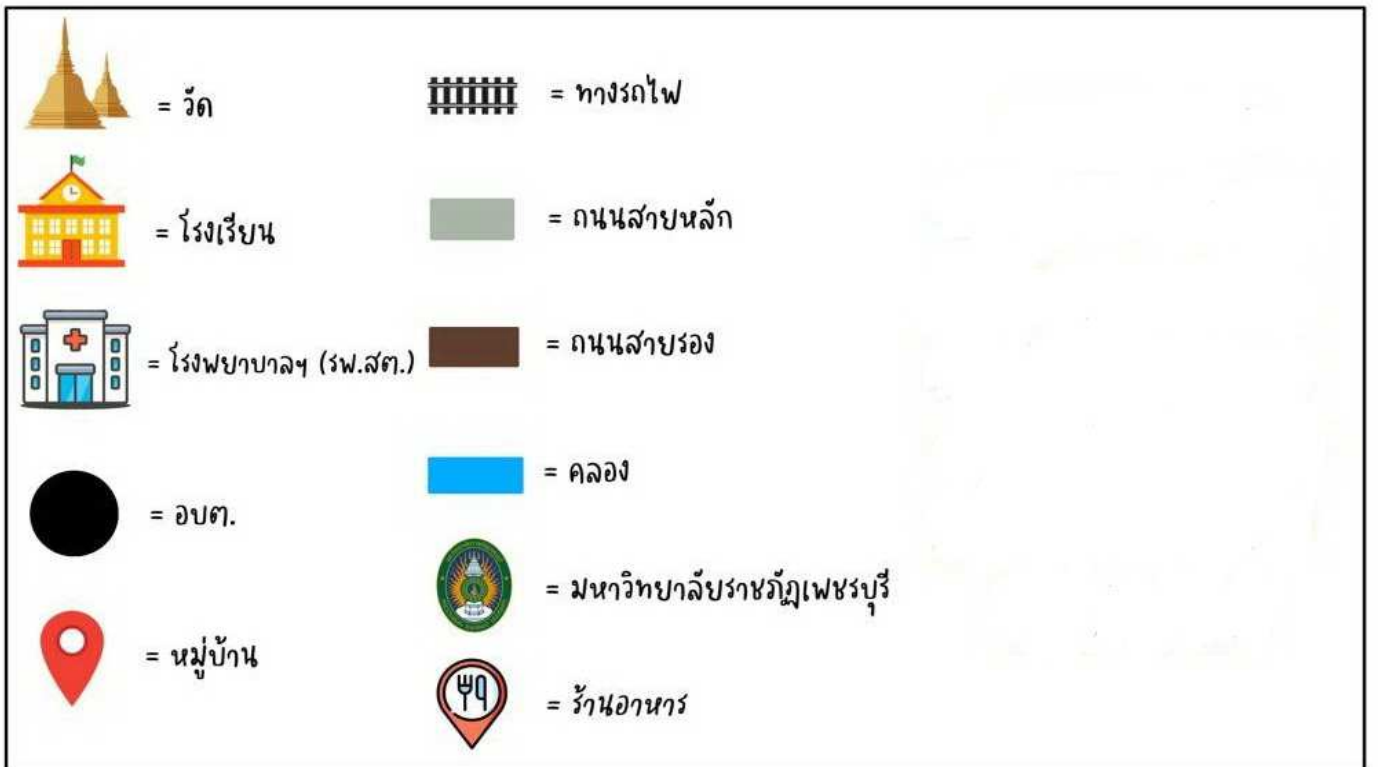 = วัด
= โรงเรียน
= โรงพยาบาลฯ (รพ.สต.)
= อบต.
= หมู่บ้าน
= ทางรถไฟ
= ถนนสายหลัก
= ถนนสายรอง
= คลอง
= มหาวิทยาลัยราชภัฏเพชรบุรี
= ร้านอาหาร